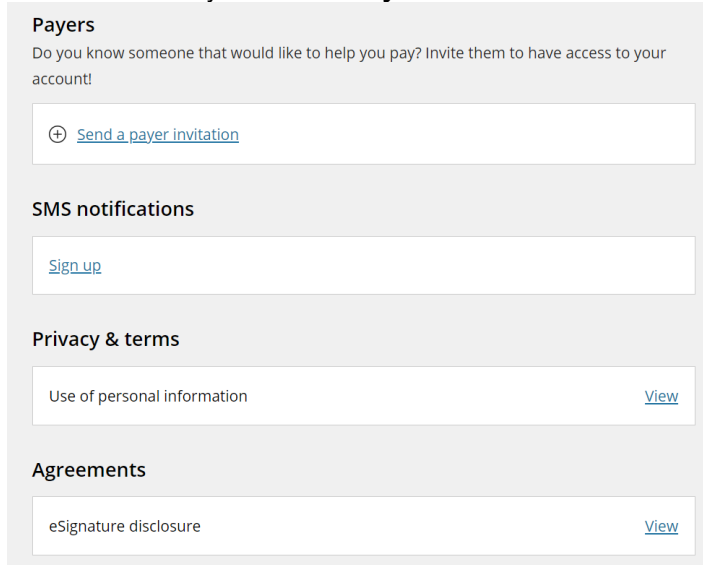 Payers
Do you know someone that would like to help you pay? Invite them to have access to your
account!
Send a payer invitation
SMS notifications
Sign up
Privacy & terms
Use of personal information View
Agreements
eSignature disclosure View